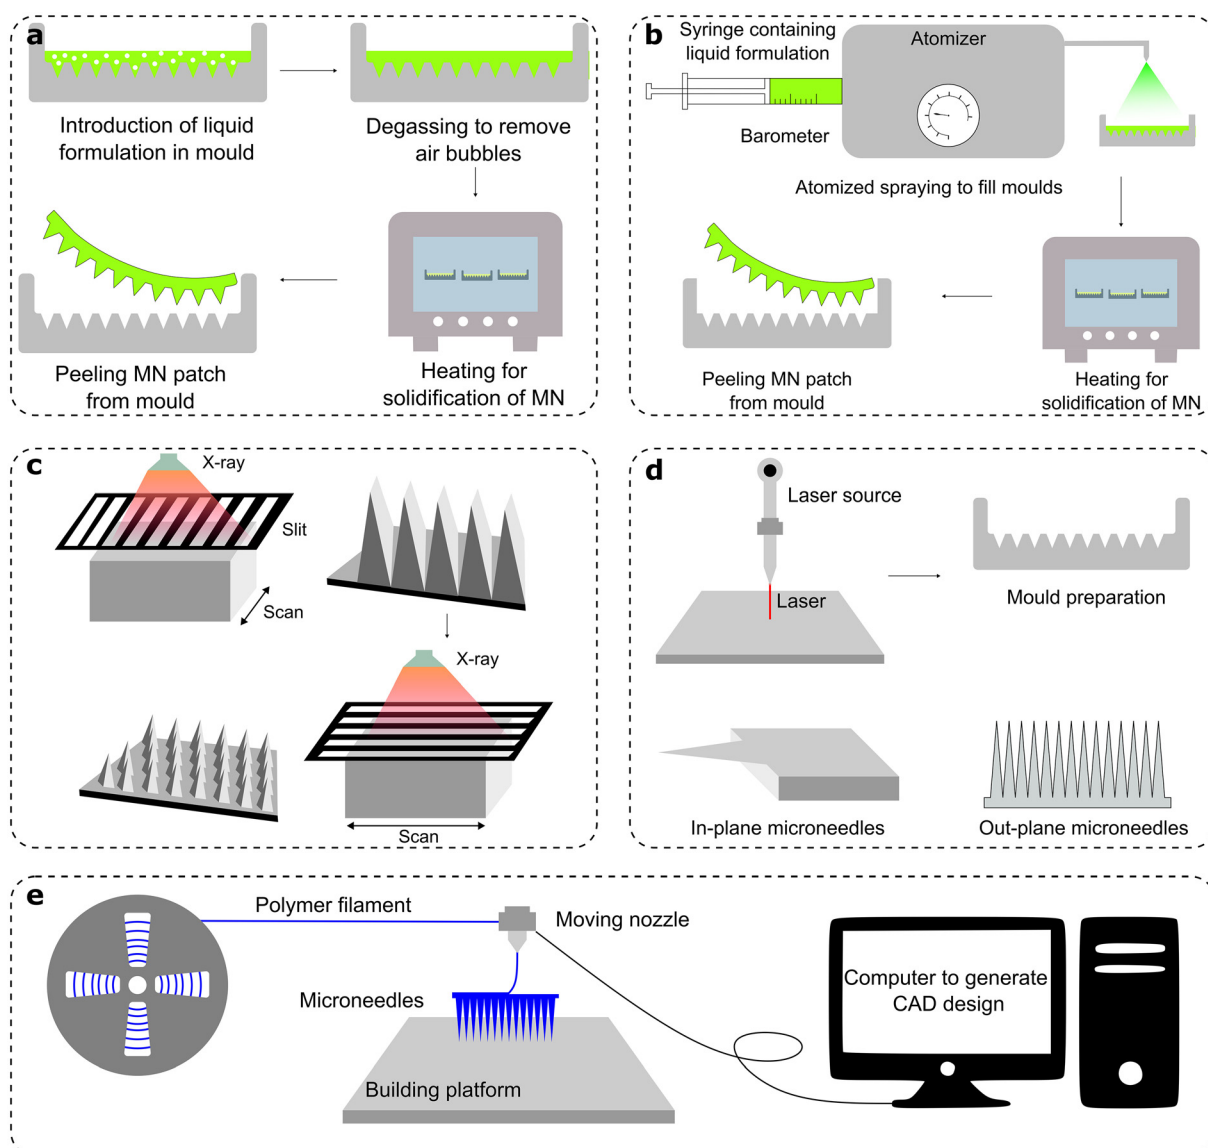 a
Introduction of liquid
formulation in mould
Degassing to remove
air bubbles
Peeling MN patch
from mould
Heating for
solidification of MN
b
Syringe containing
liquid formulation
Atomizer
Barometer
Atomized spraying to fill moulds
Peeling MN patch
from mould
Heating for
solidification of MN
c
X-ray
Slit
Scan
X-ray
Scan
d
Laser source
Laser
Mould preparation
In-plane microneedles
Out-plane microneedles
e
Polymer filament
Moving nozzle
Microneedles
Building platform
Computer to generate
CAD design